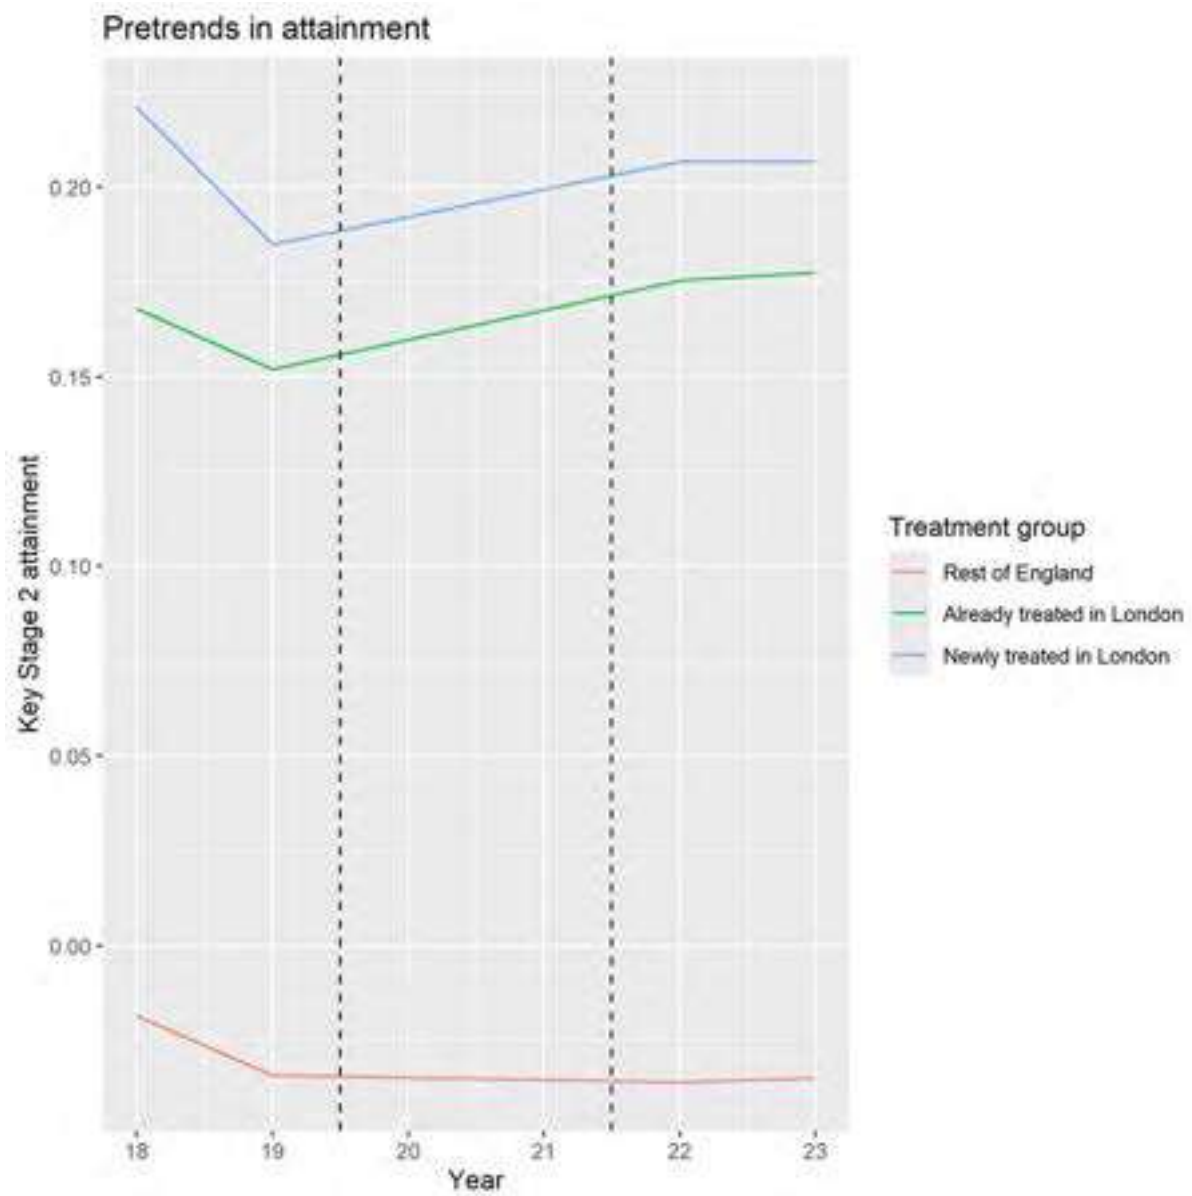 Pretrends in attainment
0.20
0.15
0.10
0.05
0.00
Key Stage 2 attainment
18 19 20 21 22 23
Year
Treatment group
Rest of England
Already treated in London
Newly treated in London